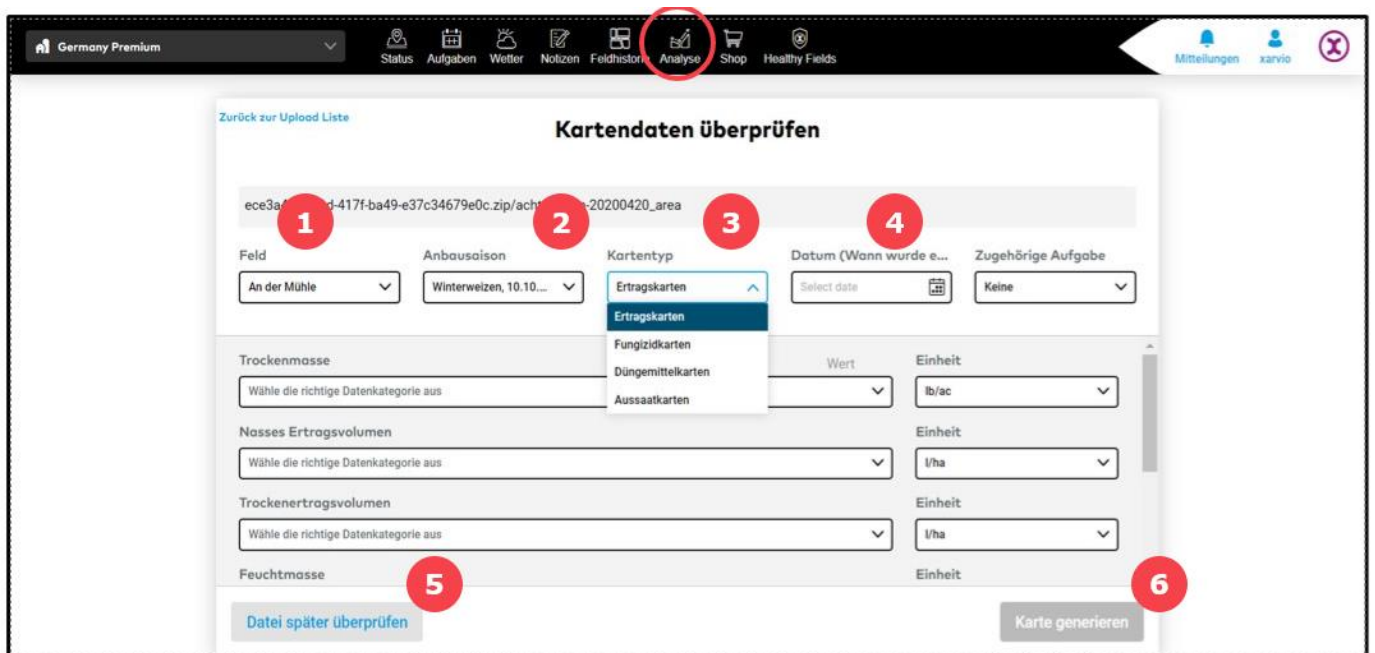 Germany Premium
Status Aufgaben Wetter Notizen Feldhistorie Analyse Shop Healthy Fields
Mitteilungen xarvio
Zurück zur Upload Liste
Kartendaten überprüfen
-417f-ba49-e37c34679e0c.zip/ -20200420_area
1 2 3 4
Feld Anbausaison Kartentyp Datum (Wann wurde e... Zugehörige Aufgabe
An der Mühle Winterweizen, 10.10.... Ertragskarten Select date Keine
Ertragskarten
Fungizidkarten
Düngemittelkarten
Aussaatkarten
Trockenmasse Wert Einheit
Wähle die richtige Datenkategorie aus lb/ac
Nasses Ertragsvolumen Einheit
Wähle die richtige Datenkategorie aus l/ha
Trockenertragsvolumen Einheit
Wähle die richtige Datenkategorie aus l/ha
Feuchtmasse Einheit
5 6
Datei später überprüfen Karte generieren